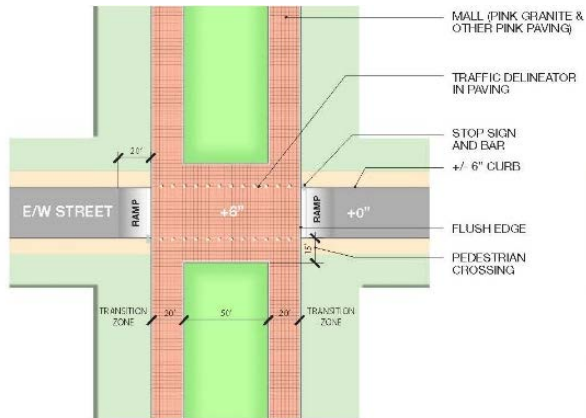 MALL (PINK GRANITE &
OTHER PINK PAVING)
TRAFFIC DELINEATOR
IN PAVING
20'
STOP SIGN
AND BAR
+/- 6" CURB
E/W STREET
RAMP
+6"
RAMP
+0"
FLUSH EDGE
15'
PEDESTRIAN
CROSSING
TRANSITION
ZONE
20'
50'
20'
TRANSITION
ZONE